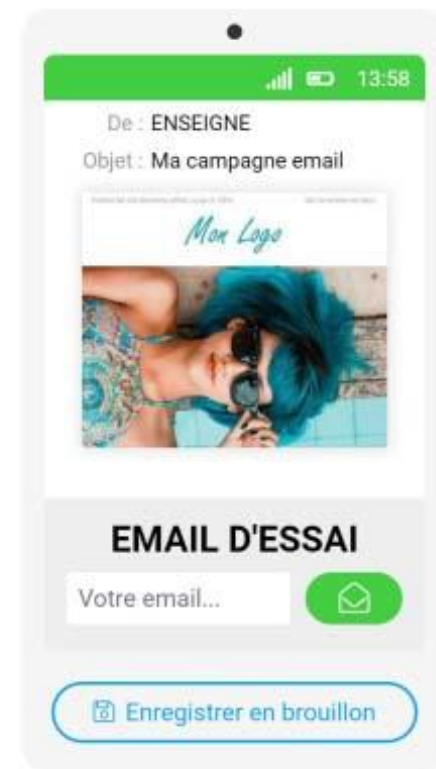 13:58
De : ENSEIGNE
Objet : Ma campagne email
Mon Logo
EMAIL D'ESSAI
Votre email...
Enregistrer en brouillon